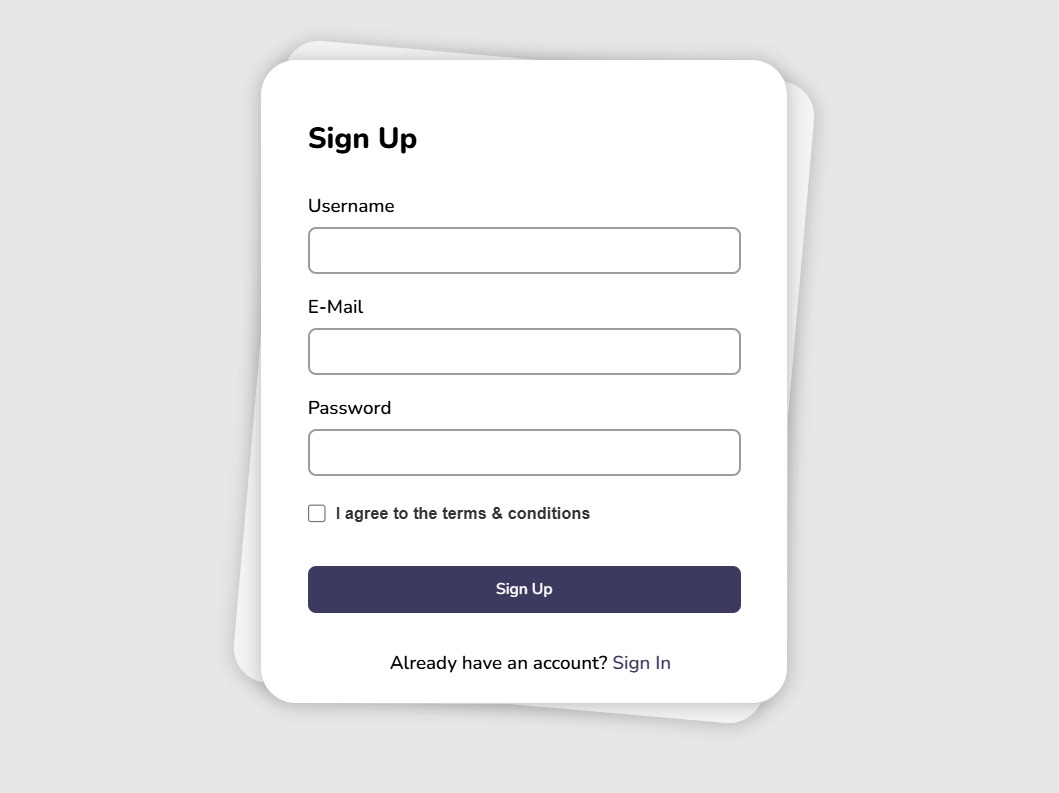 Sign Up
Username
E-Mail
Password
I agree to the terms & conditions
Sign Up
Already have an account? Sign In